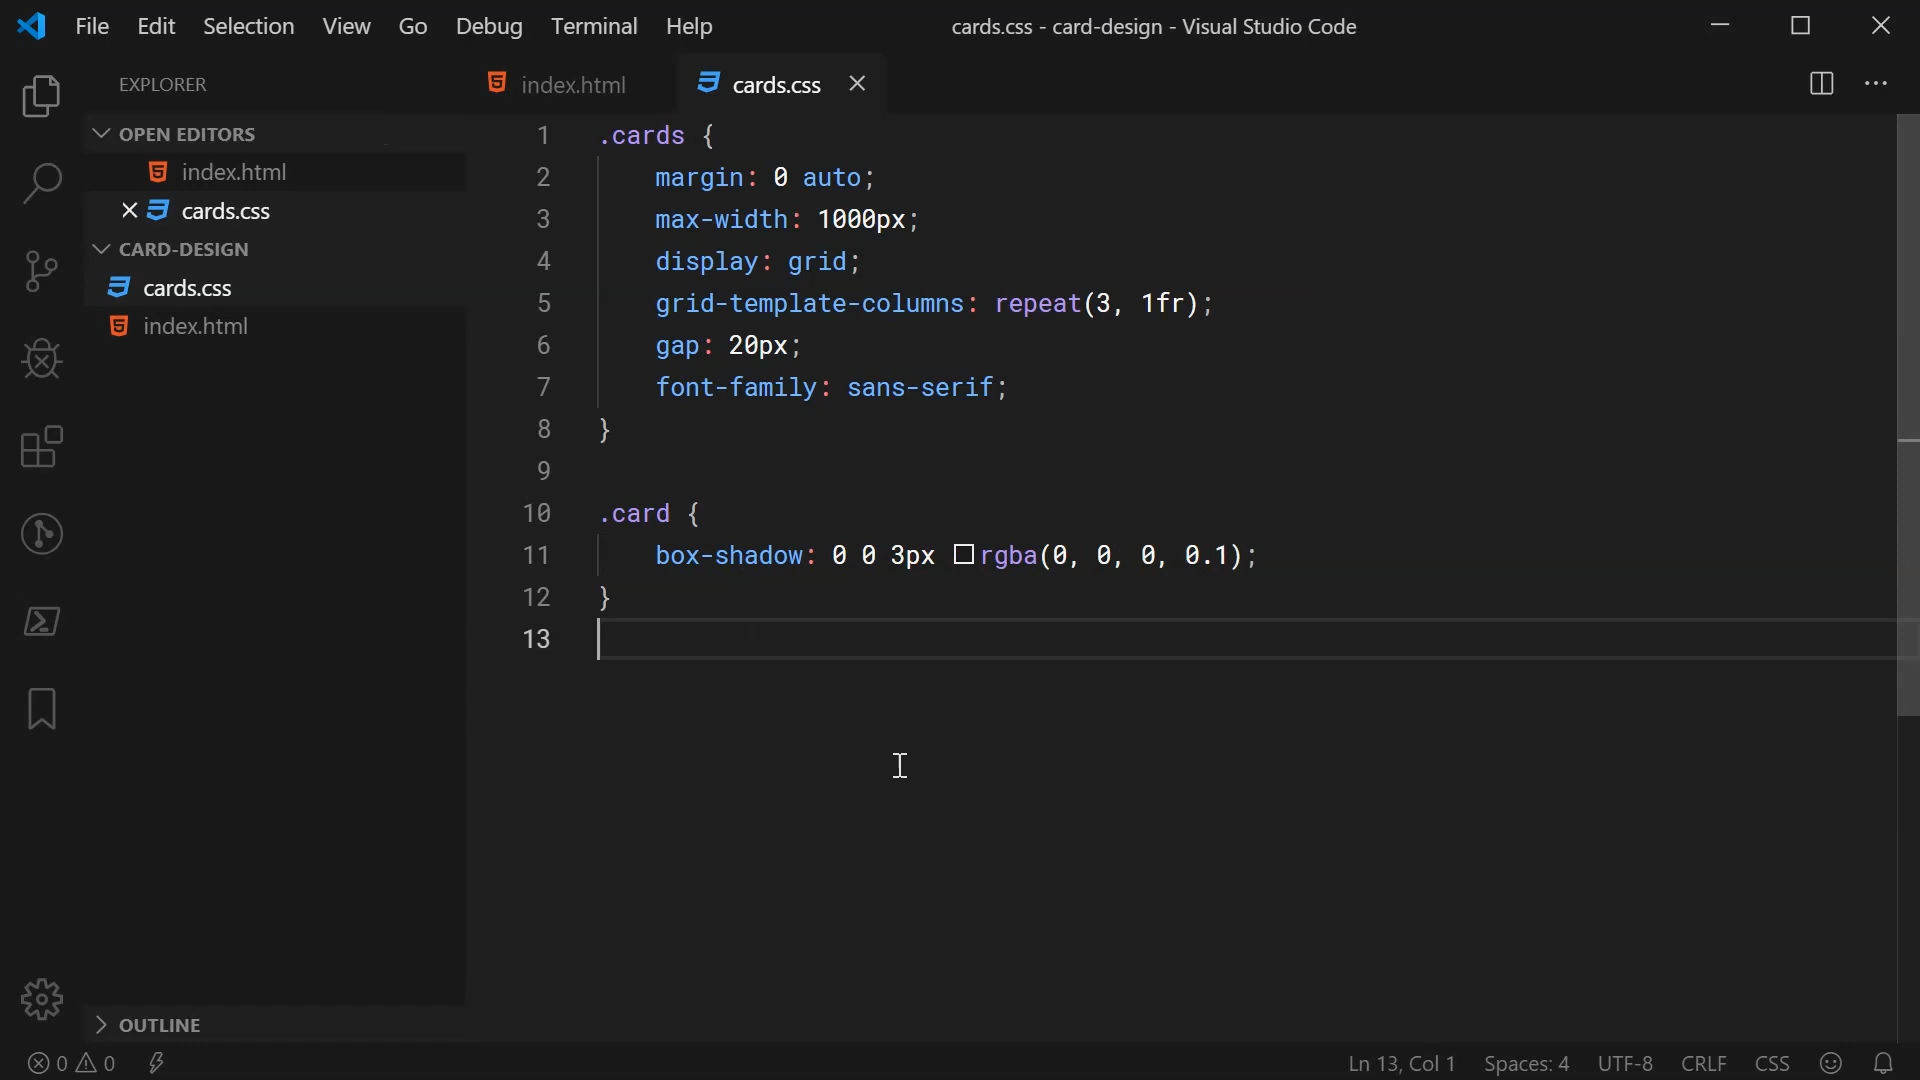 File Edit Selection View Go Debug Terminal Help cards.css - card-design - Visual Studio Code
EXPLORER
OPEN EDITORS
index.html
cards.css
CARD-DESIGN
cards.css
index.html
OUTLINE
index.html cards.css
1 .cards {
2 margin: 0 auto;
3 max-width: 1000px;
4 display: grid;
5 grid-template-columns: repeat(3, 1fr);
6 gap: 20px;
7 font-family: sans-serif;
8 }
9
10 .card {
11 box-shadow: 0 0 3px rgba(0, 0, 0, 0.1);
12 }
13
0 0 Ln 13, Col 1 Spaces: 4 UTF-8 CRLF CSS